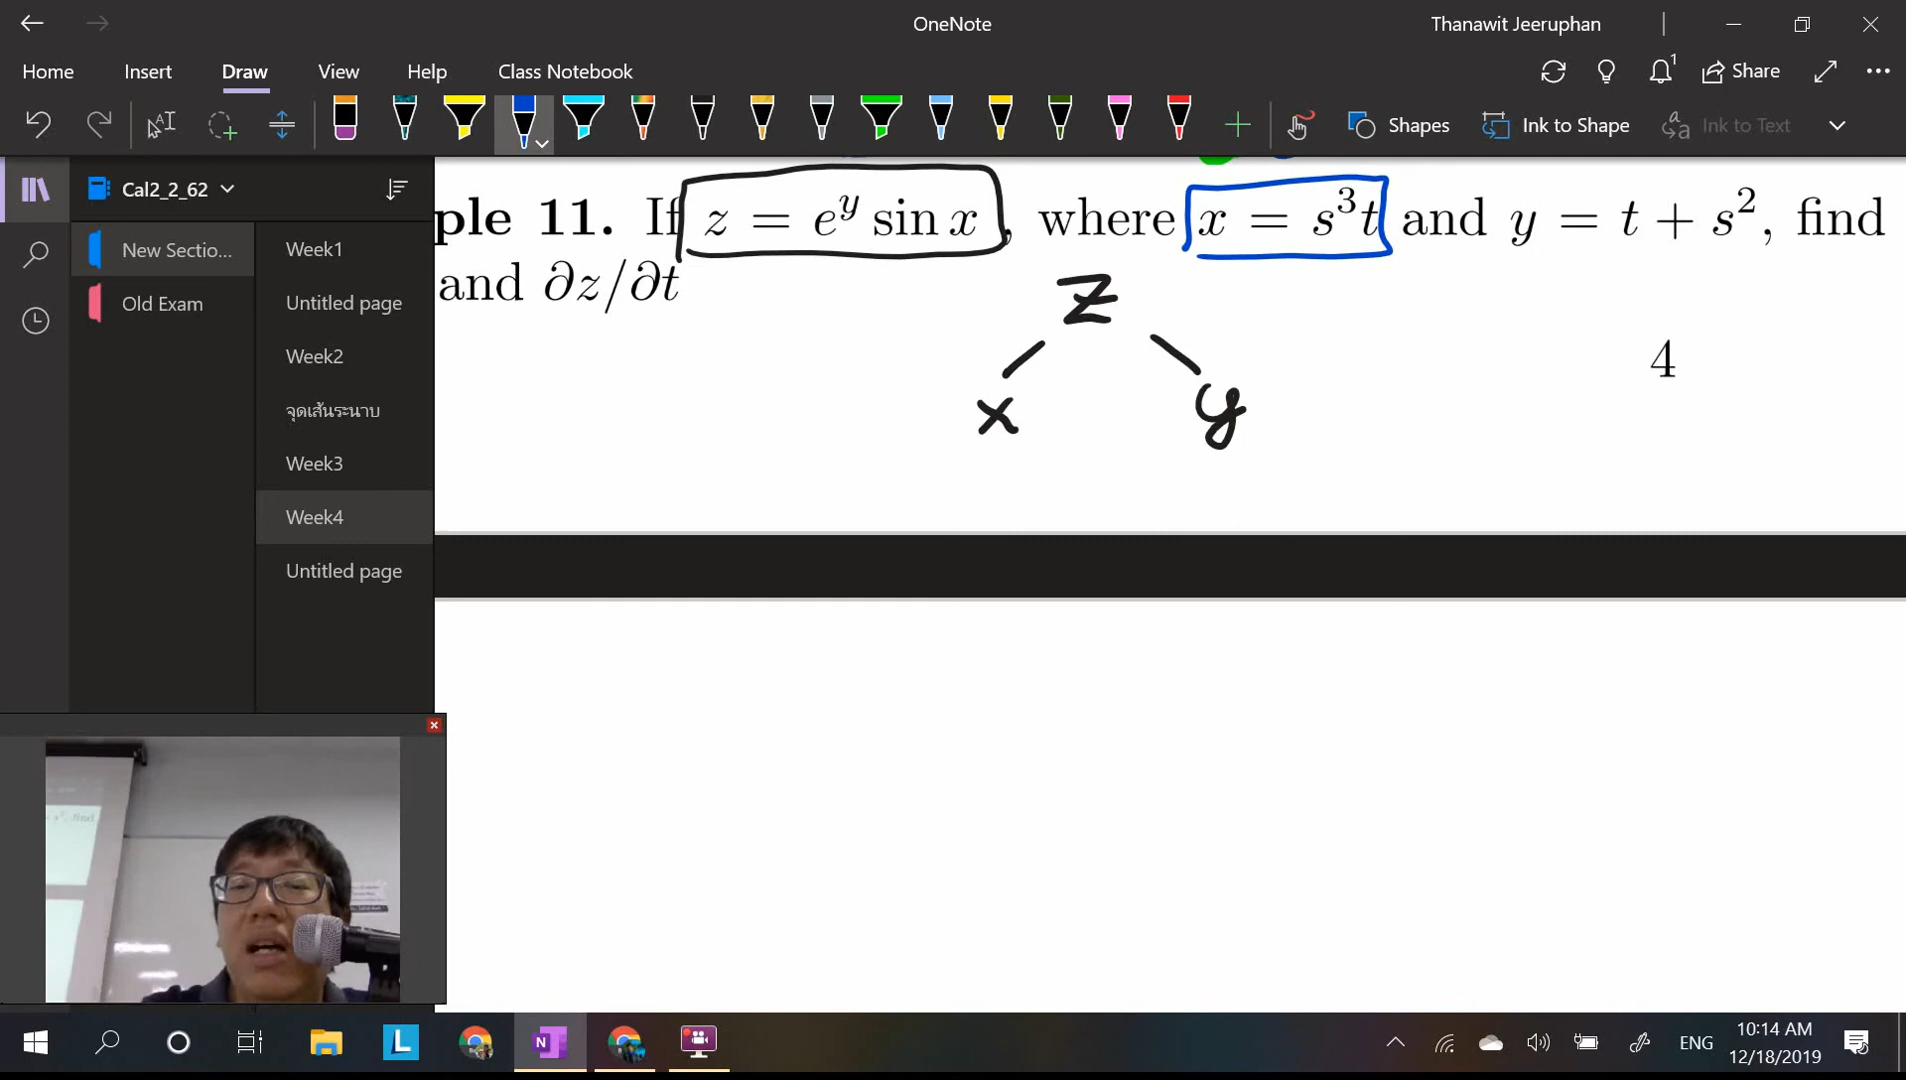 OneNote
Thanawit Jeeruphan
Home Insert Draw View Help Class Notebook
1
Share
Shapes
Ink to Shape
Ink to Text
Cal2_2_62
New Sectio...
Old Exam
Week1
Untitled page
Week2
จุดเส้นระนาบ
Week3
Week4
Untitled page
ple 11. If z = e^y sin x, where x = s^3t and y = t + s^2, find
and ∂z/∂t
z
x y
4
ENG
10:14 AM
12/18/2019